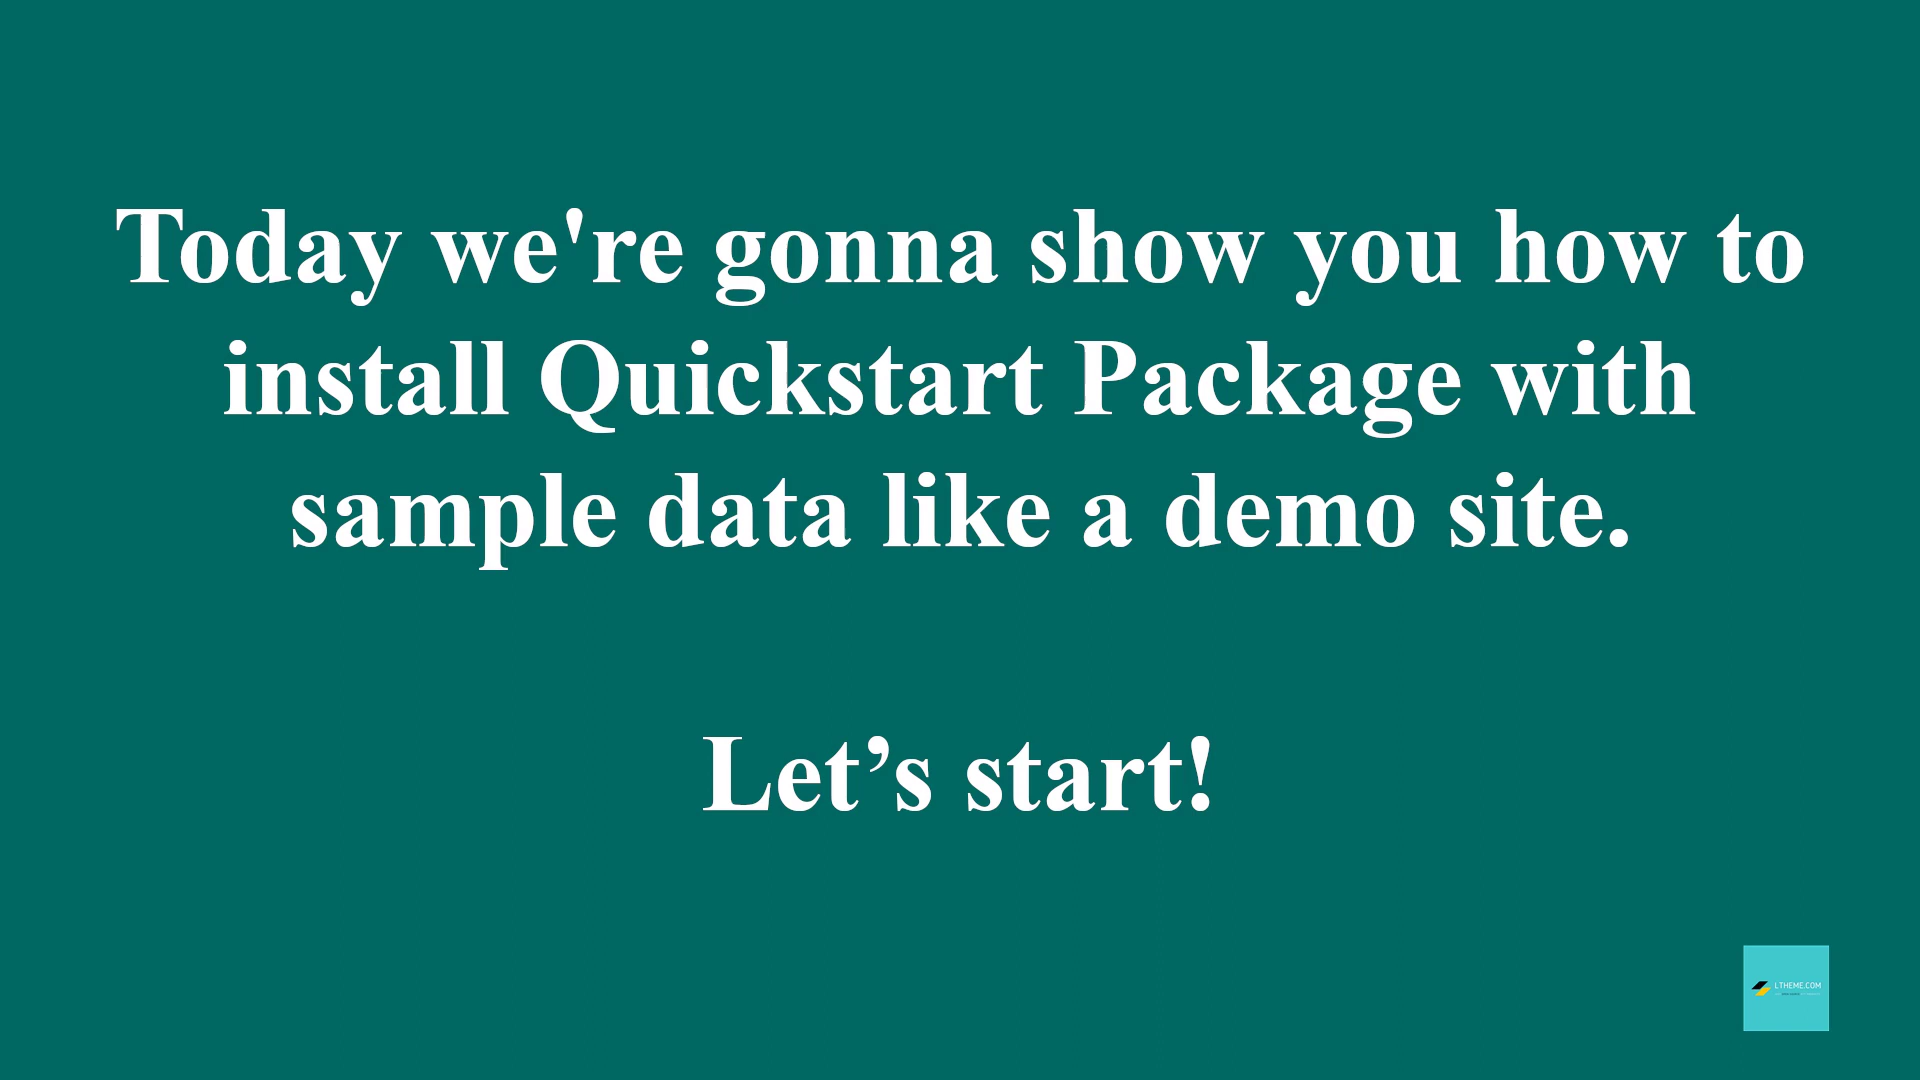 Today we're gonna show you how to
install Quickstart Package with
sample data like a demo site.
Let’s start!
LTHEME.COM